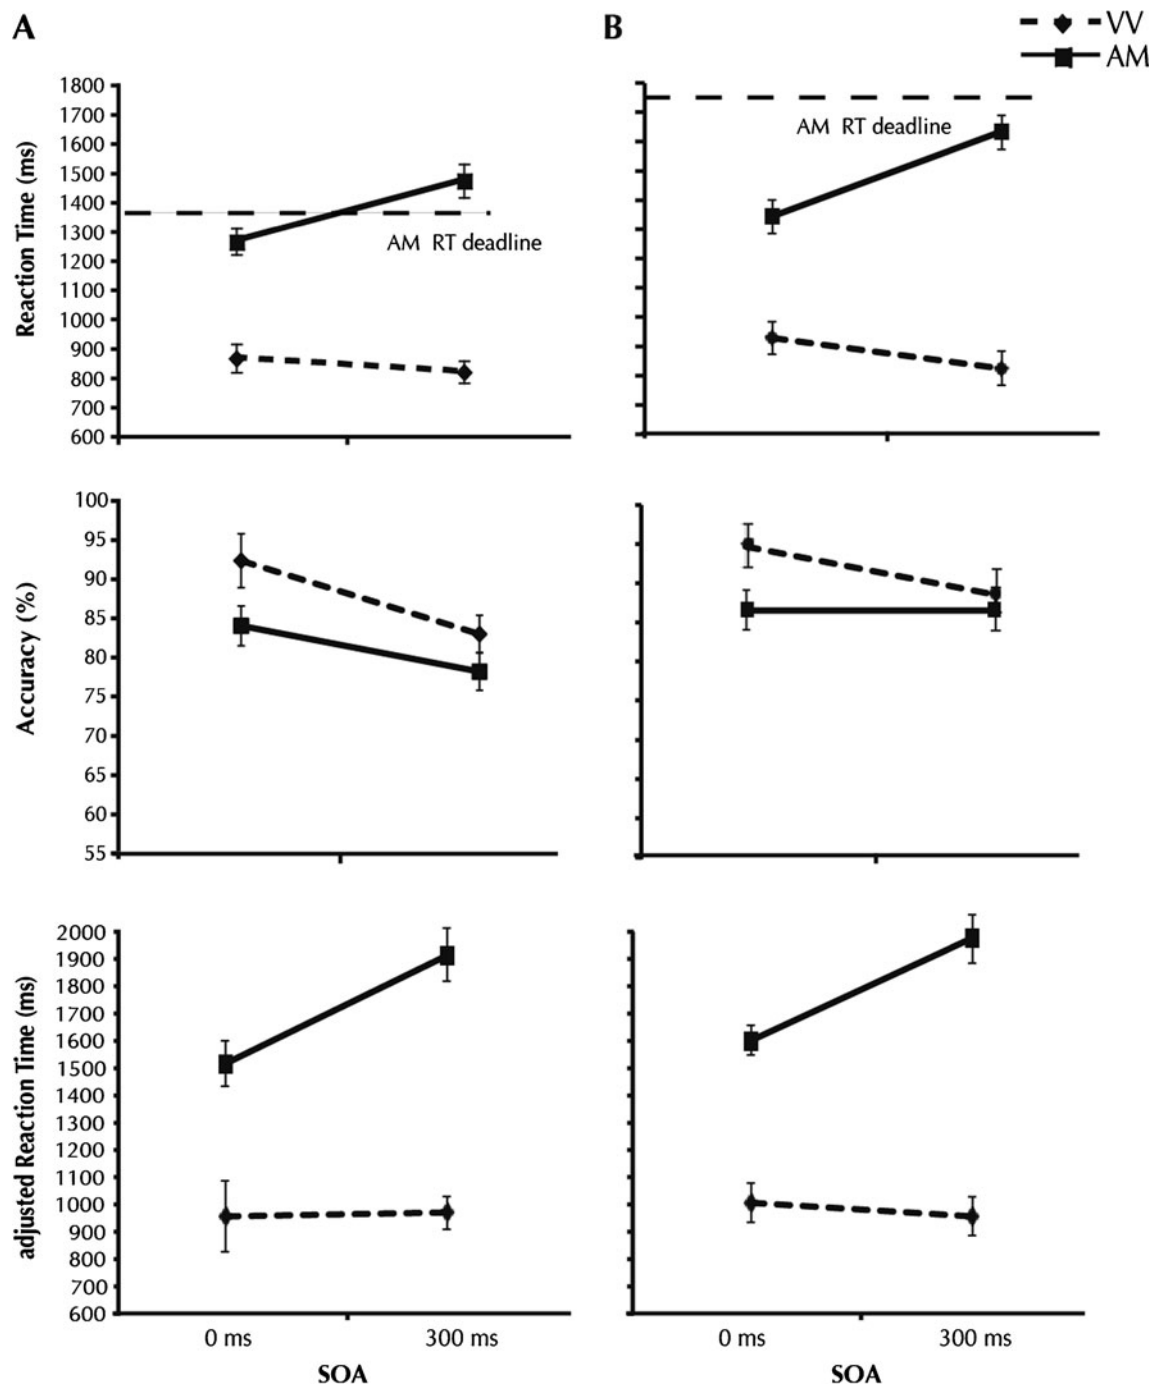 A
B
VV
AM
Reaction Time (ms)
1800
1700
1600
1500
1400
1300
1200
1100
1000
900
800
700
600
AM RT deadline
AM RT deadline
Accuracy (%)
100
95
90
85
80
75
70
65
60
55
adjusted Reaction Time (ms)
2000
1900
1800
1700
1600
1500
1400
1300
1200
1100
1000
900
800
700
600
0 ms 300 ms
SOA
0 ms 300 ms
SOA